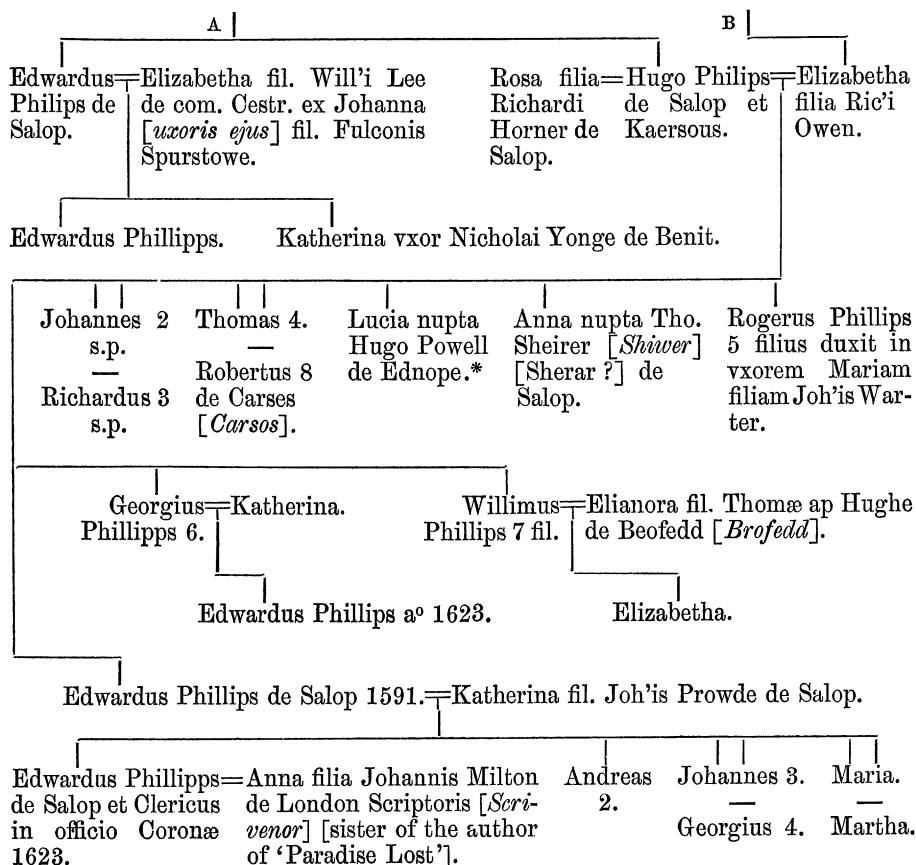 A
B
Edwardus=Elizabetha fil. Will'i Lee
Philips de de com. Cestr. ex Johanna
Salop. [uxoris ejus] fil. Fulconis
Spurstowe.
Rosa filia=Hugo Philips=Elizabetha
Richardi de Salop et filia Ric'i
Horner de Kaersous. Owen.
Salop.
Edwardus Phillipps. Katherina vxor Nicholai Yonge de Benit.
Johannes 2
s.p.
—
Richardus 3
s.p.
Thomas 4.
—
Robertus 8
de Carses
[Carsos].
Lucia nupta
Hugo Powell
de Ednope.*
Anna nupta Tho.
Sheirer [Shiwer]
[Sherar ?] de
Salop.
Rogerus Phillips
5 filius duxit in
vxorem Mariam
filiam Joh'is War-
ter.
Georgius=Katherina.
Phillipps 6.
Willimus=Elianora fil. Thomæ ap Hughe
Phillips 7 fil. de Beofedd [Brofedd].
Edwardus Phillips aº 1623.
Elizabetha.
Edwardus Phillips de Salop 1591.=Katherina fil. Joh'is Prowde de Salop.
Edwardus Phillipps=Anna filia Johannis Milton
de Salop et Clericus de London Scriptoris [Scri-
in officio Coronæ venor] [sister of the author
1623. of 'Paradise Lost'].
Andreas
2.
Johannes 3.
—
Georgius 4.
Maria.
—
Martha.